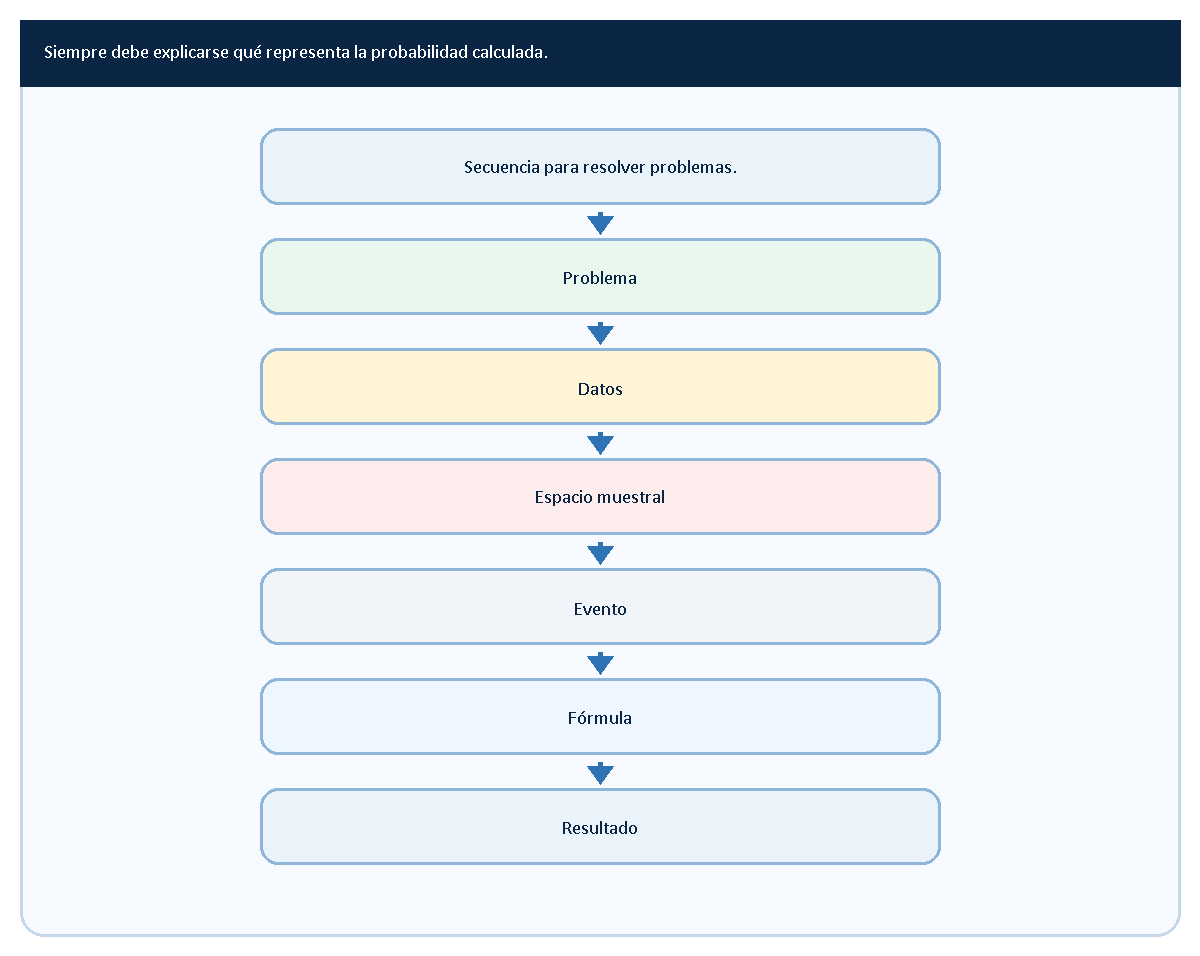 Siempre debe explicarse qué representa la probabilidad calculada.
Secuencia para resolver problemas.
Problema
Datos
Espacio muestral
Evento
Fórmula
Resultado